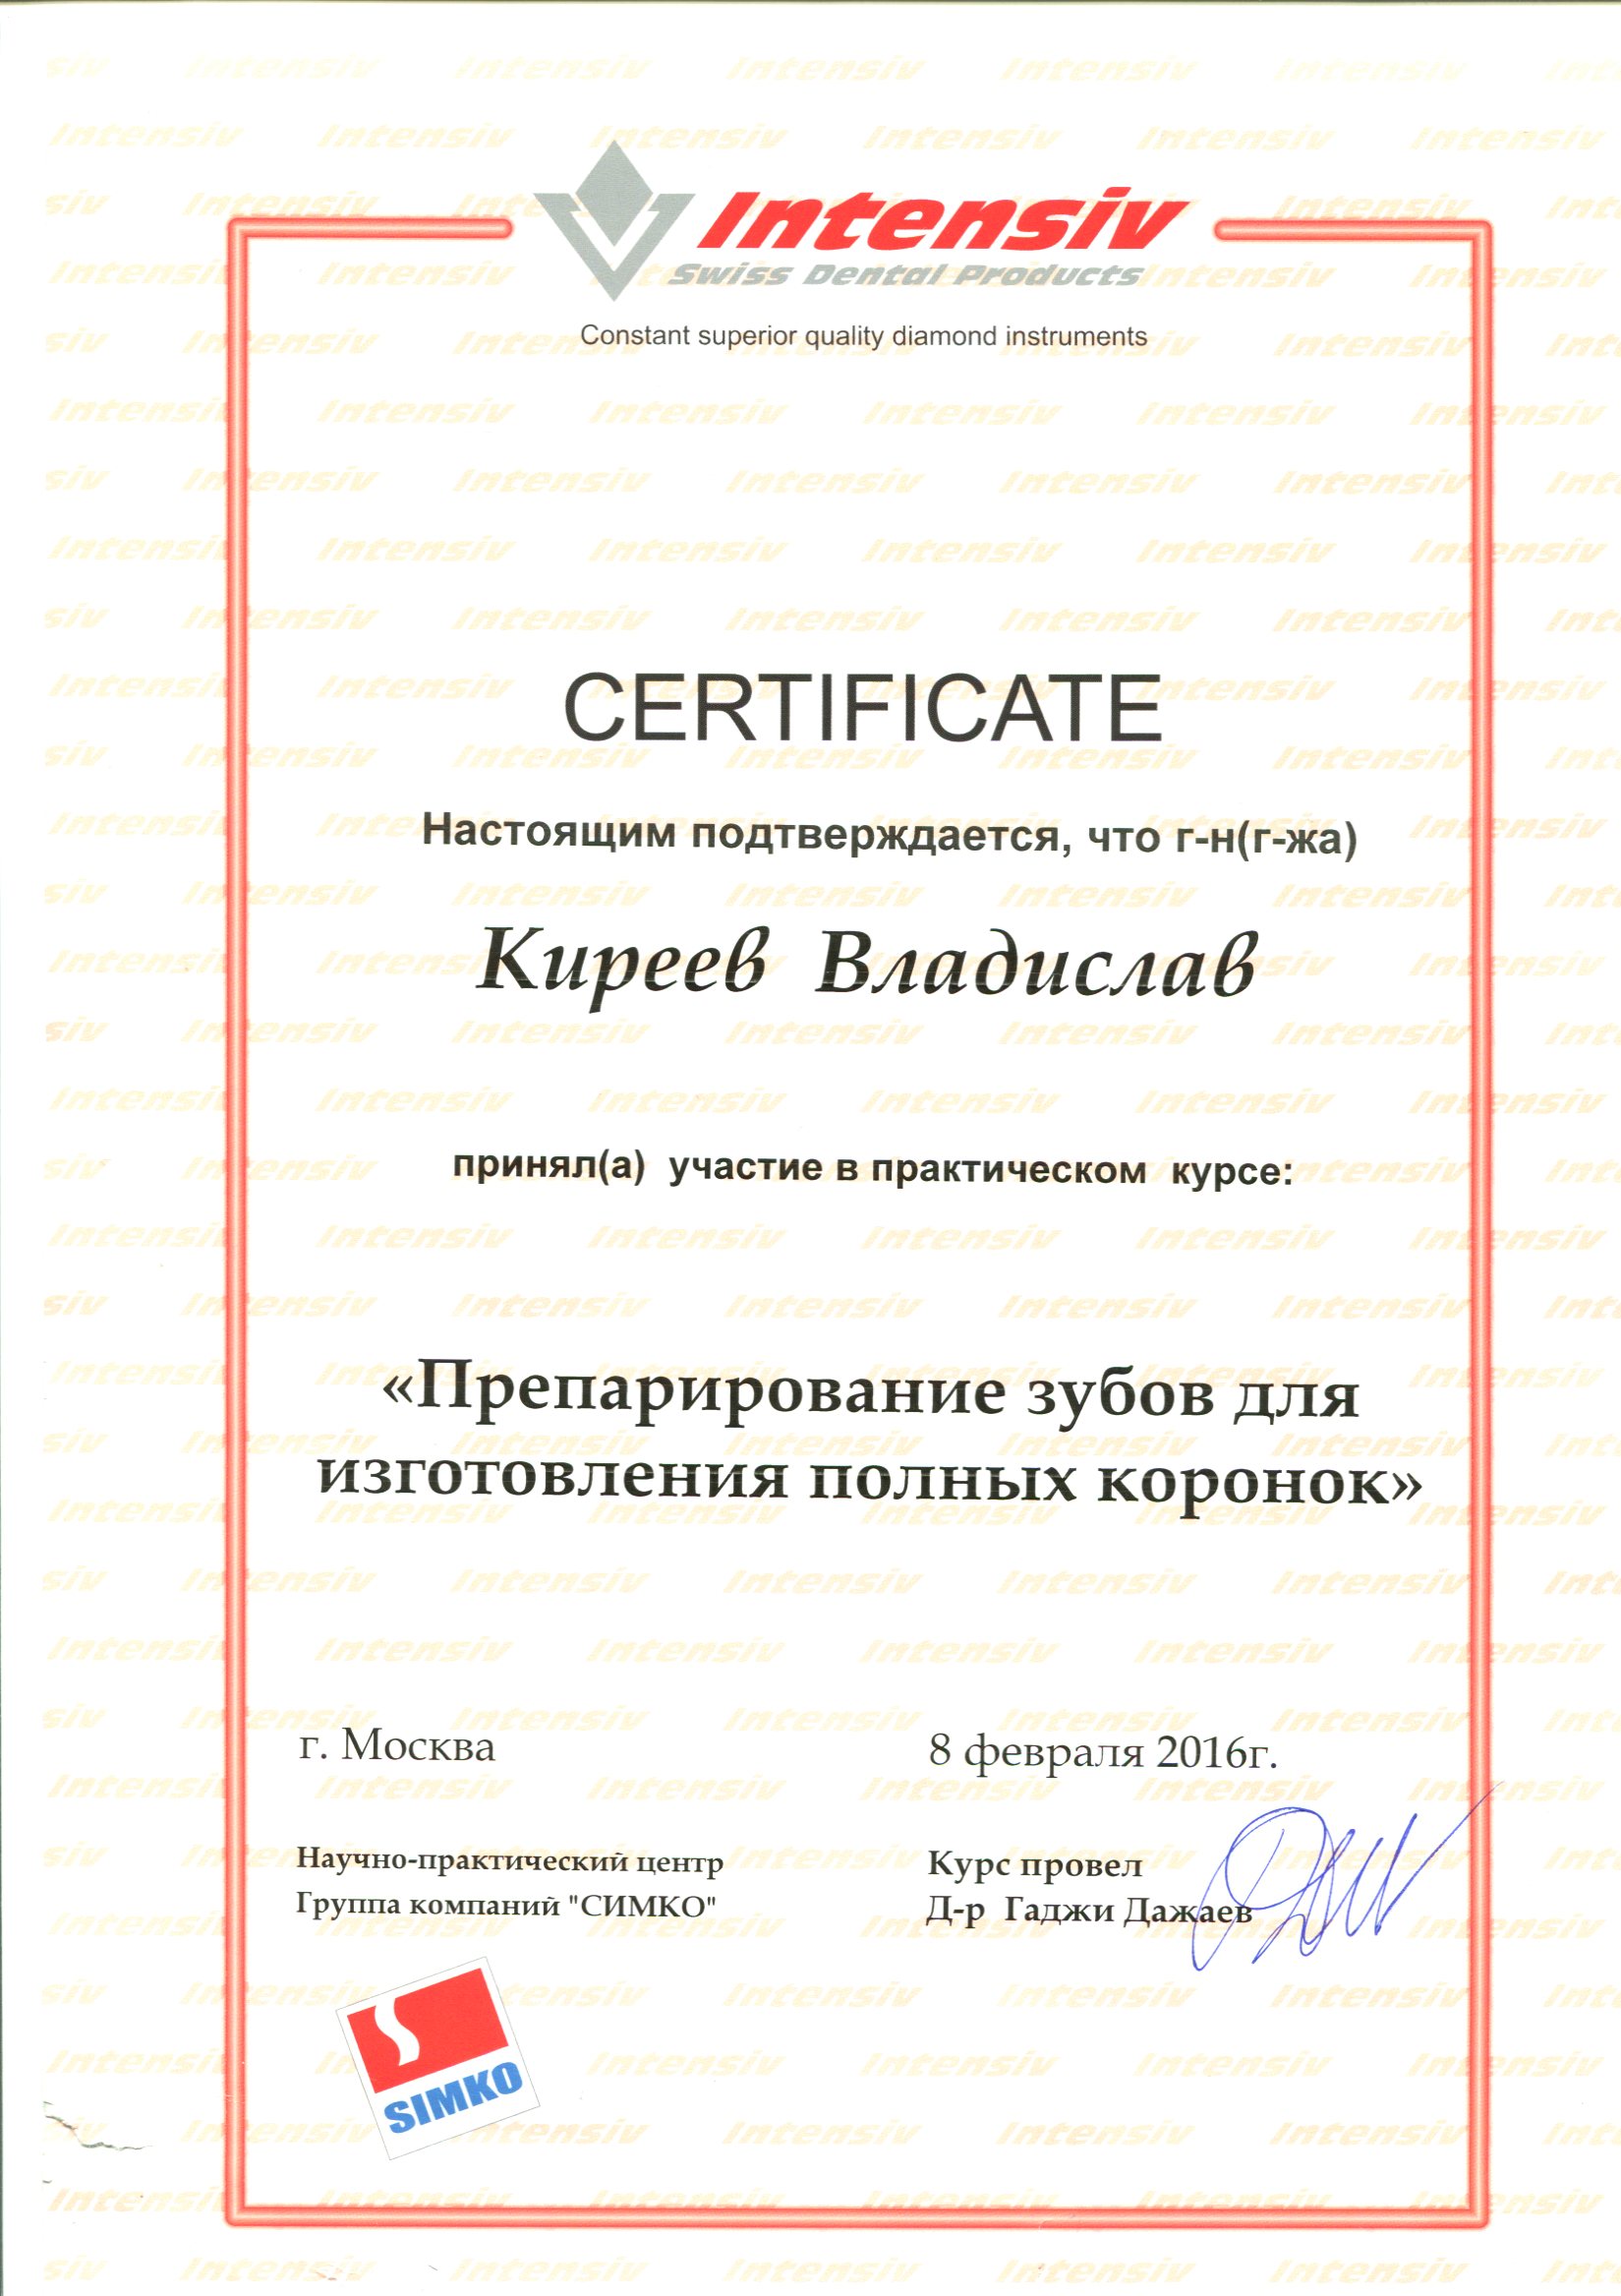 Intensiv
Swiss Dental Products
Constant superior quality diamond instruments
CERTIFICATE
Настоящим подтверждается, что г-н(г-жа)
Киреев Владислав
принял(а) участие в практическом курсе:
«Препарирование зубов для
изготовления полных коронок»
г. Москва
8 февраля 2016г.
Научно-практический центр
Группа компаний "СИМКО"
Курс провел
Д-р Гаджи Дажаев
SIMKO